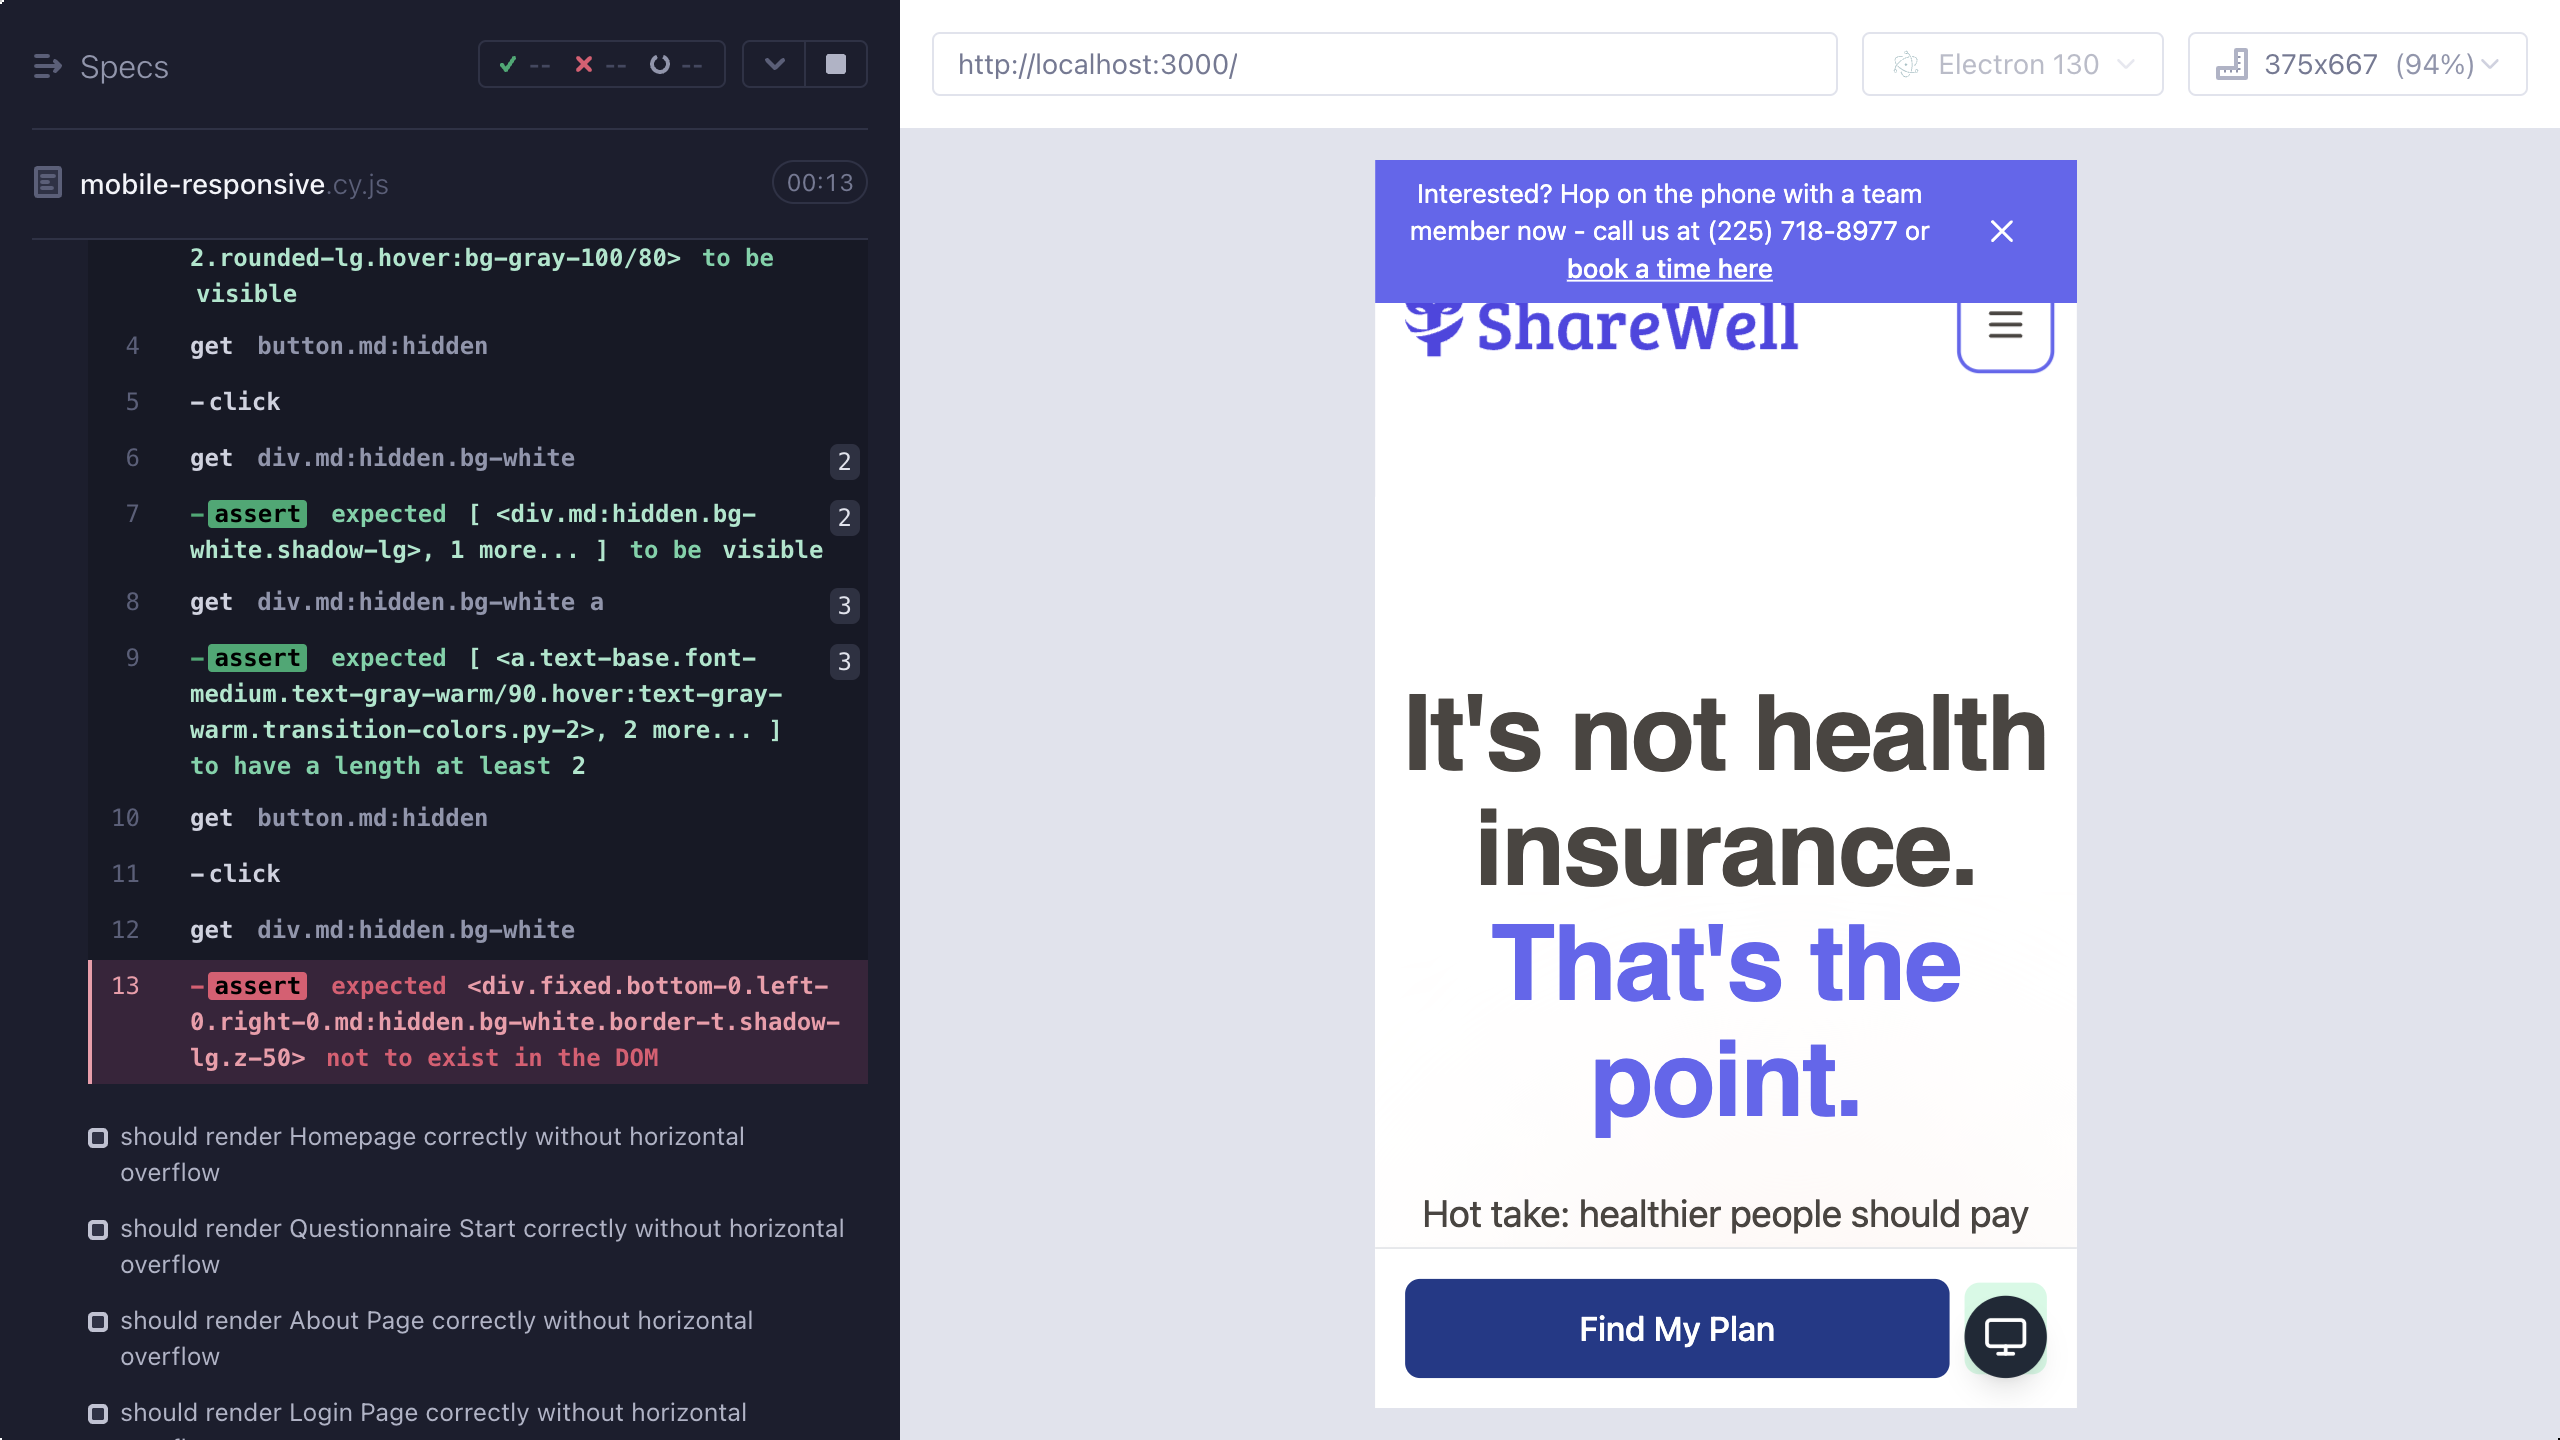 Specs
-- -- --
mobile-responsive.cy.js
00:13
2.rounded-lg.hover:bg-gray-100/80> to be
visible
4 get button.md:hidden
5 -click
6 get div.md:hidden.bg-white 2
7 -assert expected [ <div.md:hidden.bg- 2
white.shadow-lg>, 1 more... ] to be visible
8 get div.md:hidden.bg-white a 3
9 -assert expected [ <a.text-base.font- 3
medium.text-gray-warm/90.hover:text-gray-
warm.transition-colors.py-2>, 2 more... ]
to have a length at least 2
10 get button.md:hidden
11 -click
12 get div.md:hidden.bg-white
13 -assert expected <div.fixed.bottom-0.left-
0.right-0.md:hidden.bg-white.border-t.shadow-
lg.z-50> not to exist in the DOM
should render Homepage correctly without horizontal
overflow
should render Questionnaire Start correctly without horizontal
overflow
should render About Page correctly without horizontal
overflow
should render Login Page correctly without horizontal
http://localhost:3000/
Electron 130
375x667 (94%)
Interested? Hop on the phone with a team
member now - call us at (225) 718-8977 or
book a time here
ShareWell
It's not health
insurance.
That's the
point.
Hot take: healthier people should pay
Find My Plan